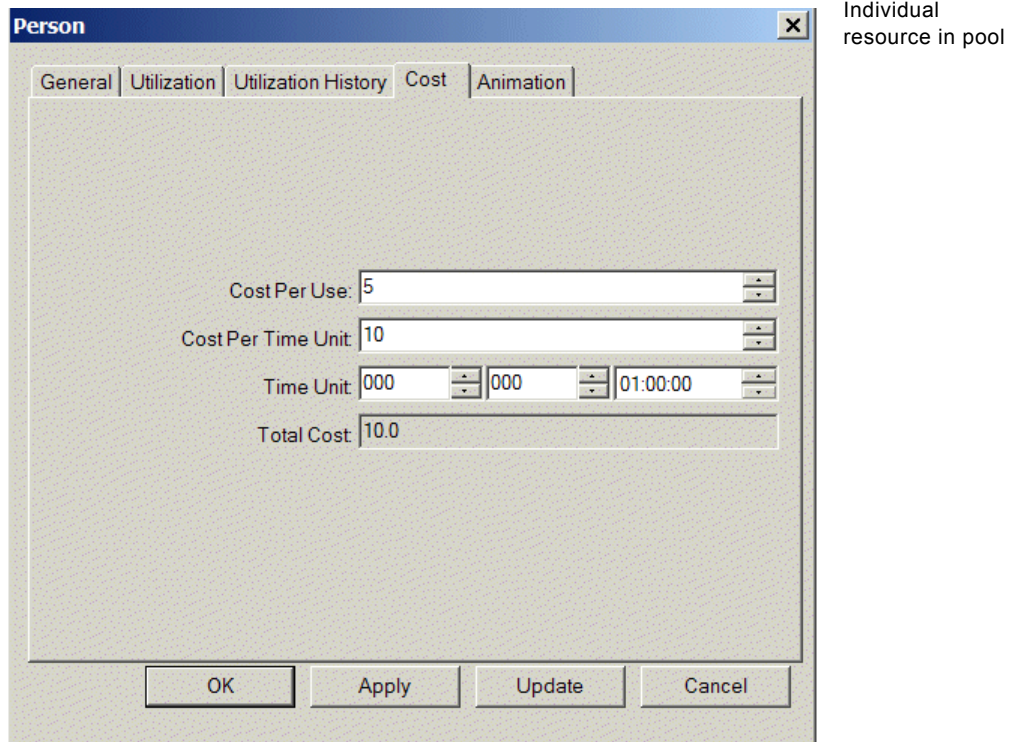 Person
Individual
resource in pool
General Utilization Utilization History Cost Animation
Cost Per Use: 5
Cost Per Time Unit: 10
Time Unit: 000 000 01:00:00
Total Cost: 10.0
OK Apply Update Cancel